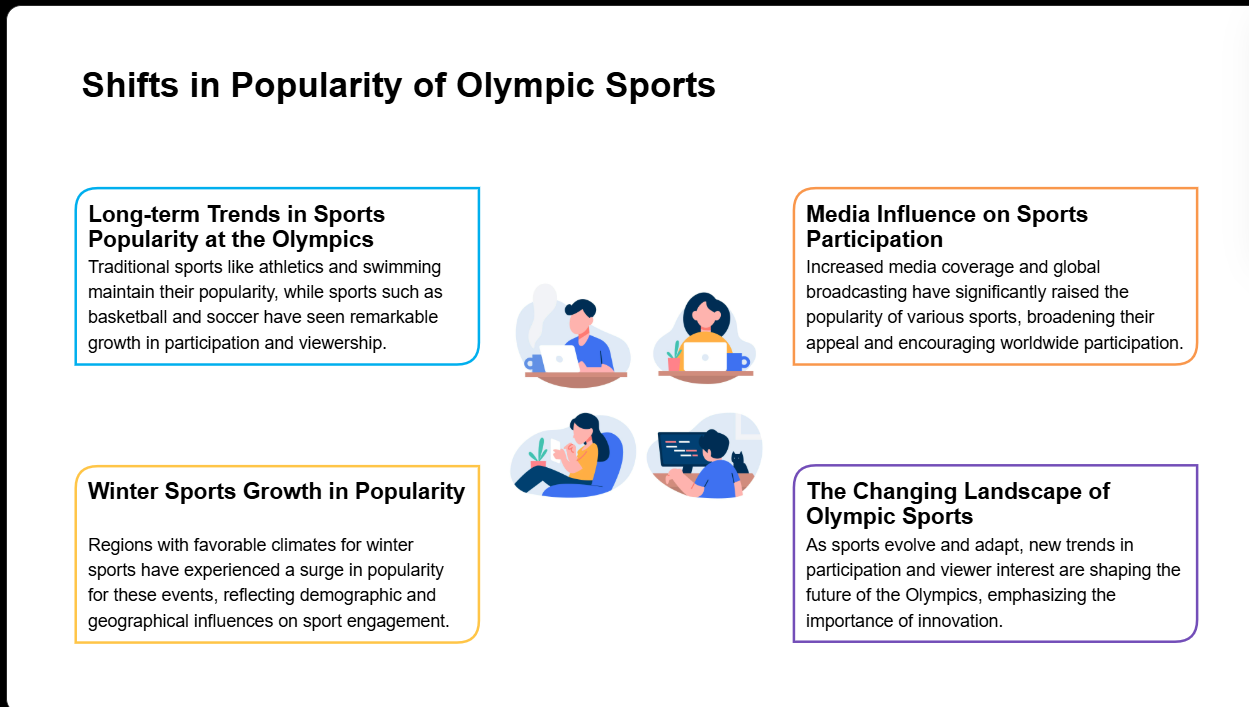 Shifts in Popularity of Olympic Sports
Long-term Trends in Sports
Popularity at the Olympics
Traditional sports like athletics and swimming
maintain their popularity, while sports such as
basketball and soccer have seen remarkable
growth in participation and viewership.
Media Influence on Sports
Participation
Increased media coverage and global
broadcasting have significantly raised the
popularity of various sports, broadening their
appeal and encouraging worldwide participation.
Winter Sports Growth in Popularity
Regions with favorable climates for winter
sports have experienced a surge in popularity
for these events, reflecting demographic and
geographical influences on sport engagement.
The Changing Landscape of
Olympic Sports
As sports evolve and adapt, new trends in
participation and viewer interest are shaping the
future of the Olympics, emphasizing the
importance of innovation.